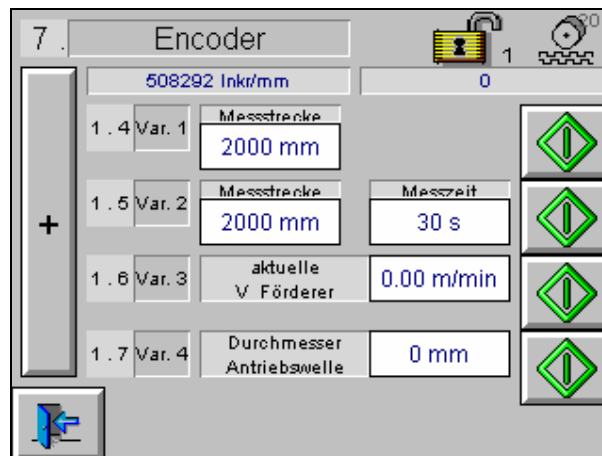 7 . Encoder 1 20
508292 Inkr/mm 0
1 . 4 Var. 1 Messstrecke
2000 mm
1 . 5 Var. 2 Messstrecke Messzeit
2000 mm 30 s
+
1 . 6 Var. 3 aktuelle 0.00 m/min
V Förderer
1 . 7 Var. 4 Durchmesser 0 mm
Antriebswelle